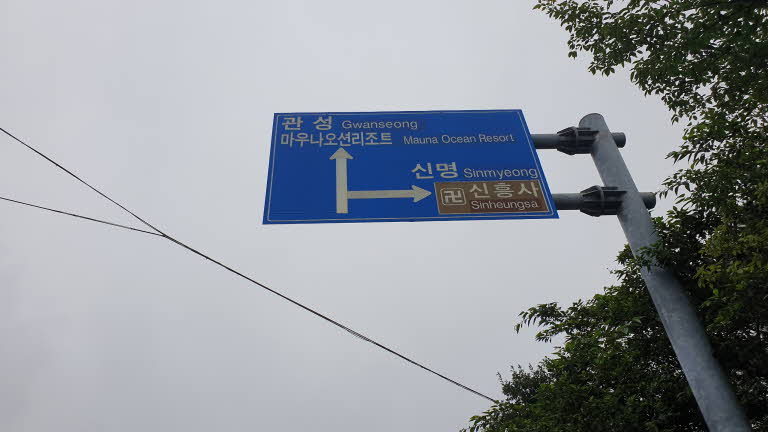 관 성 Gwanseong
마우나오션리조트 Mauna Ocean Resort
신명 Sinmyeong
卍 신흥사
Sinheungsa